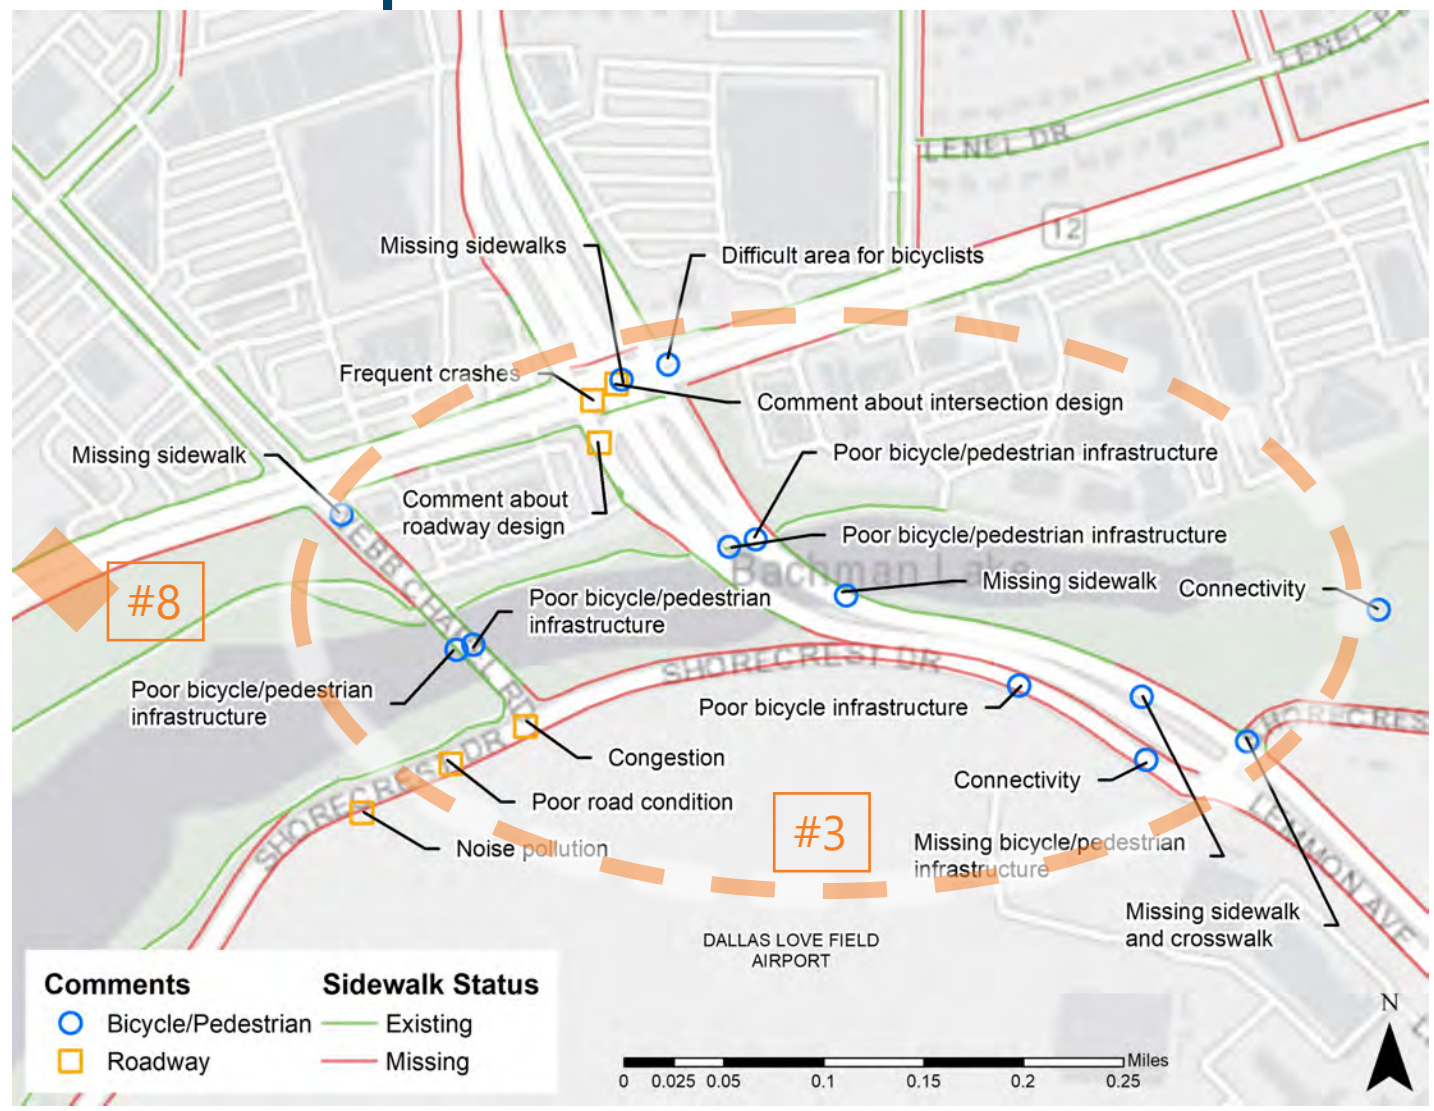 LENEL
LENEL DR
12
Missing sidewalks
Difficult area for bicyclists
Frequent crashes
Comment about intersection design
Missing sidewalk
Poor bicycle/pedestrian infrastructure
Comment about
roadway design
Poor bicycle/pedestrian infrastructure
Bachman Lake
WEBB CHAPEL RD
#8
Missing sidewalk
Connectivity
Poor bicycle/pedestrian
infrastructure
SHORECREST DR
Poor bicycle/pedestrian
infrastructure
Poor bicycle infrastructure
SHORECREST DR
Congestion
Connectivity
Poor road condition
#3
Noise pollution
Missing bicycle/pedestrian
infrastructure
LEMMON AVE
Missing sidewalk
and crosswalk
DALLAS LOVE FIELD
AIRPORT
Comments
Bicycle/Pedestrian
Roadway
Sidewalk Status
Existing
Missing
0 0.025 0.05 0.1 0.15 0.2 0.25
Miles
N